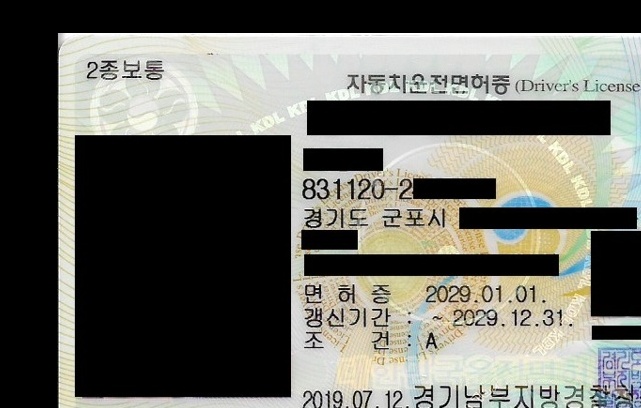 2종보통
자동차운전면허증 (Driver's License
831120-2
경기도 군포시
면 허 증 2029.01.01.
갱신기간 : ~ 2029.12.31.
조 건 : A
2019.07.12. 경기남부지방경찰청